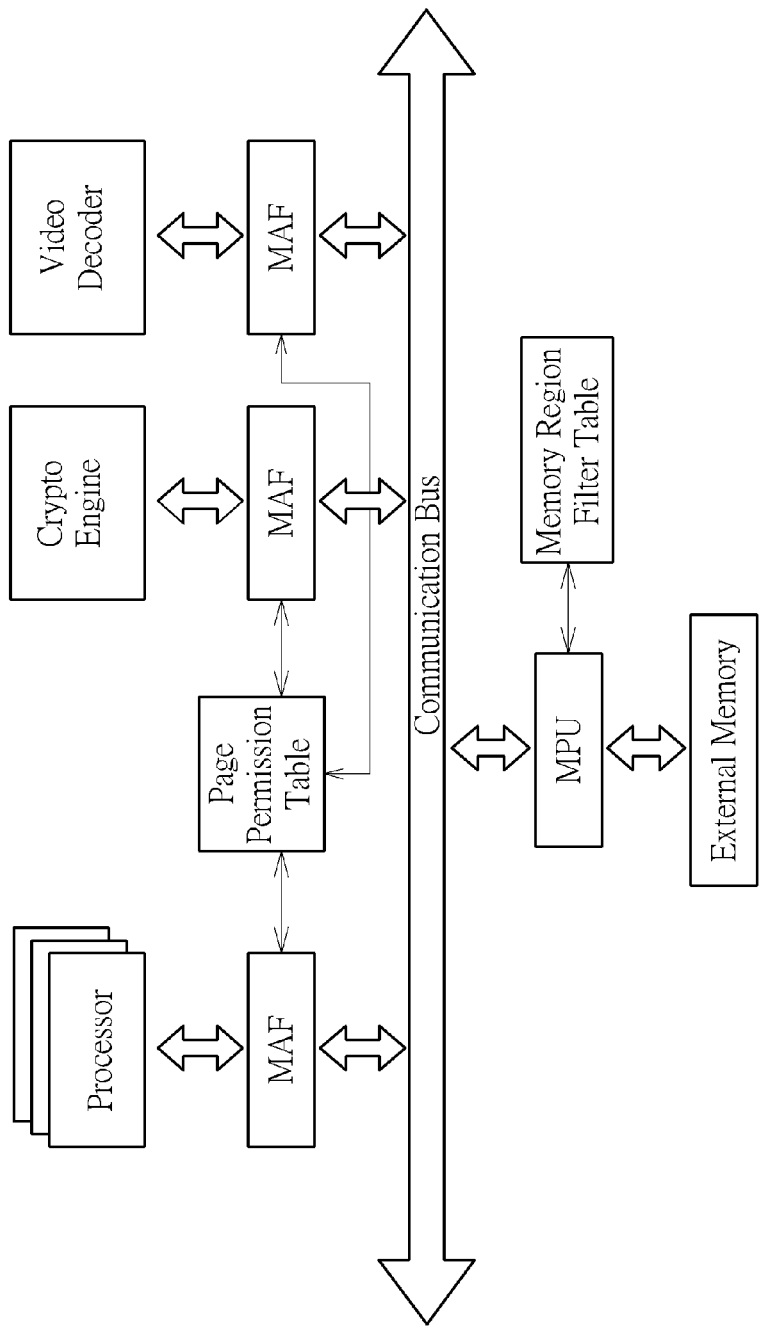 Processor
Crypto
Engine
Video
Decoder
MAF
Page
Permission
Table
MAF
MAF
Communication Bus
MPU
Memory Region
Filter Table
External Memory